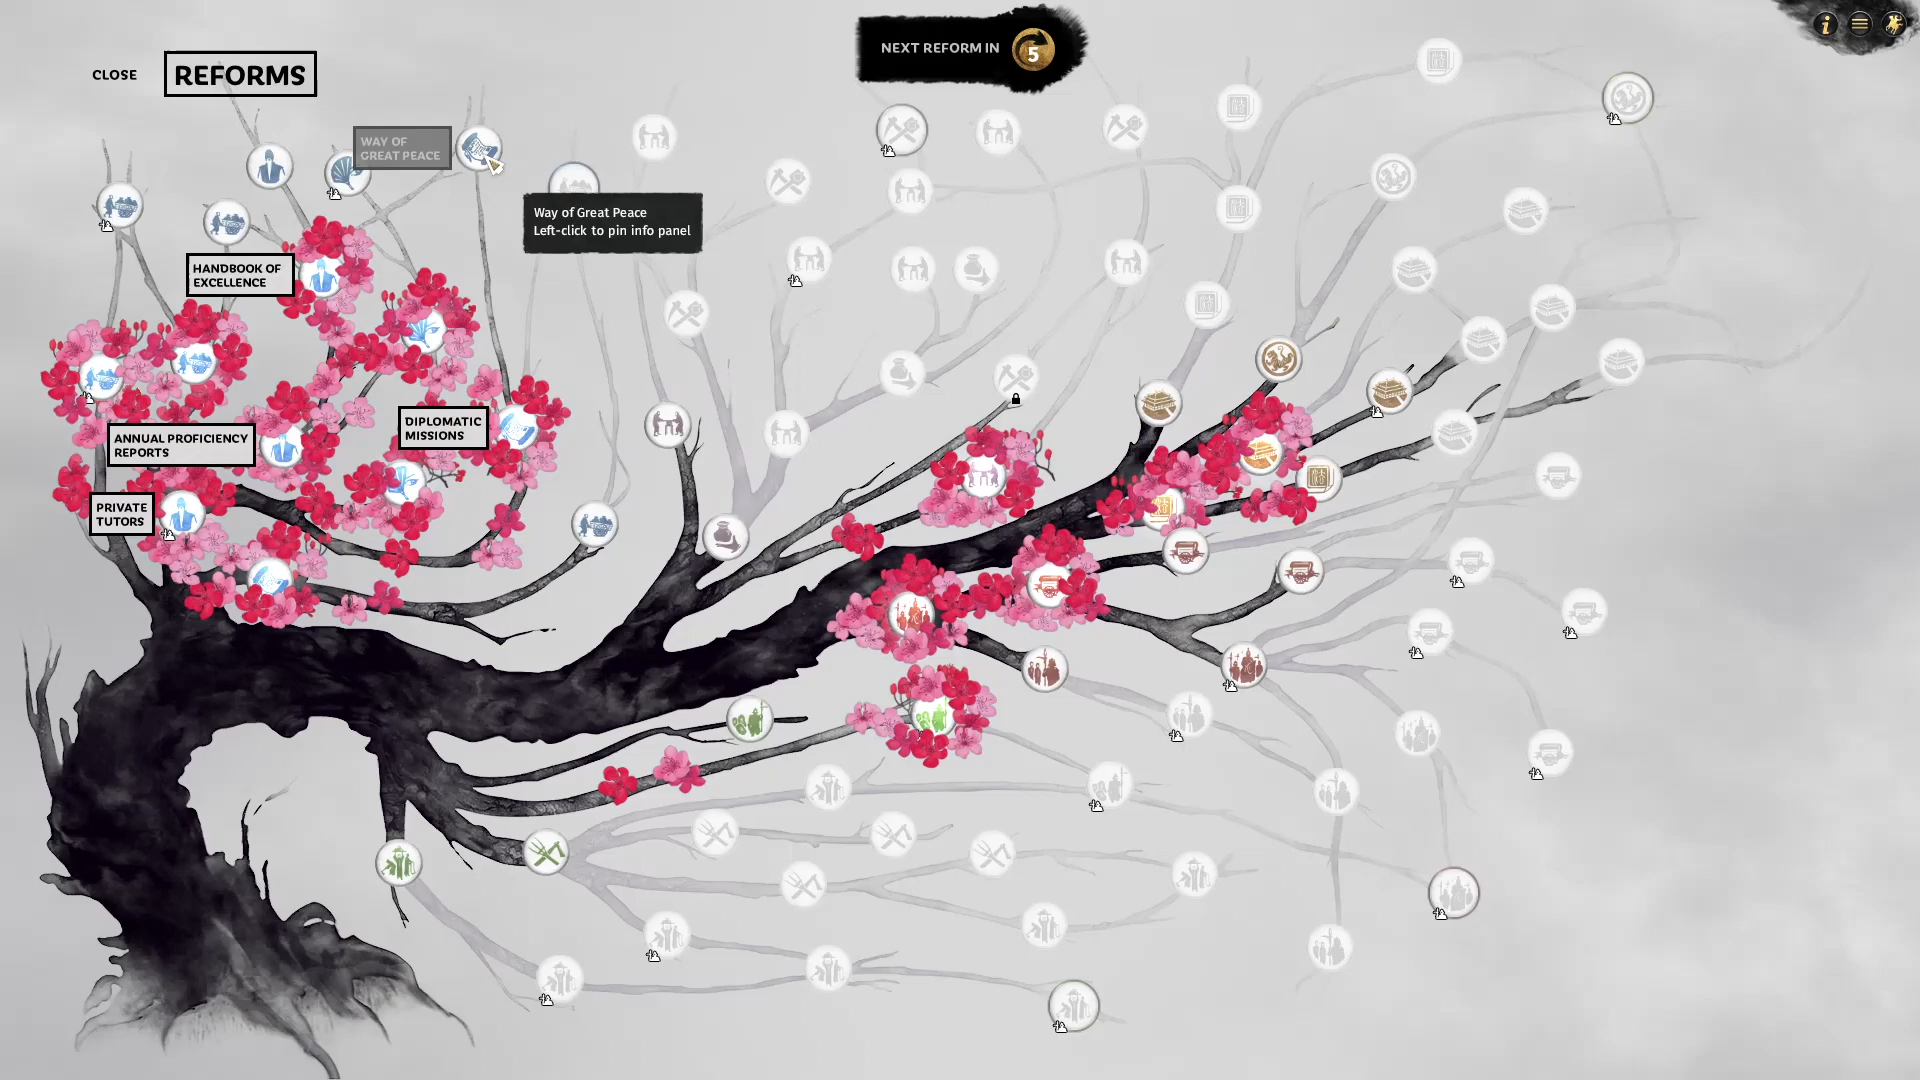 NEXT REFORM IN
5
CLOSE
REFORMS
WAY OF
GREAT PEACE
Way of Great Peace
Left-click to pin info panel
HANDBOOK OF
EXCELLENCE
DIPLOMATIC
MISSIONS
ANNUAL PROFICIENCY
REPORTS
PRIVATE
TUTORS